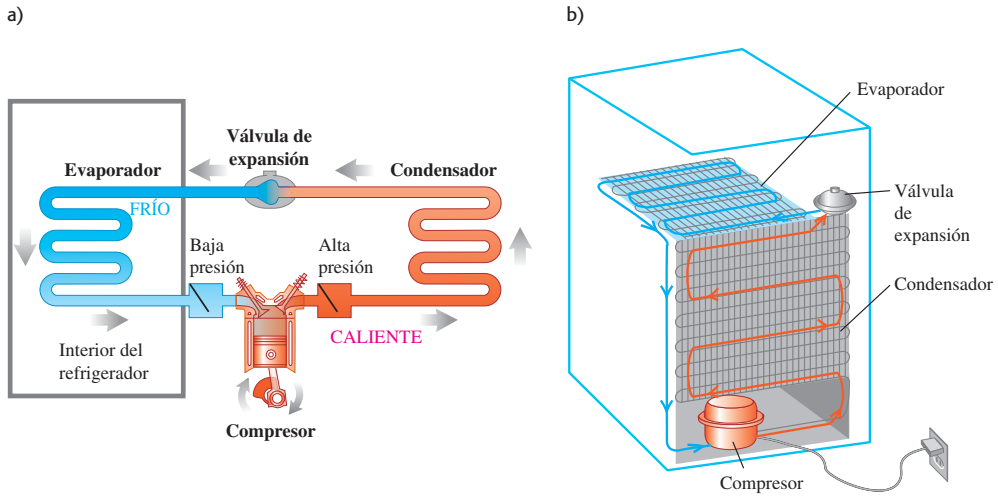 a)
Válvula de
expansión
Evaporador
Condensador
FRÍO
Baja
presión
Alta
presión
CALIENTE
Interior del
refrigerador
Compresor
b)
Evaporador
Válvula
de
expansión
Condensador
Compresor